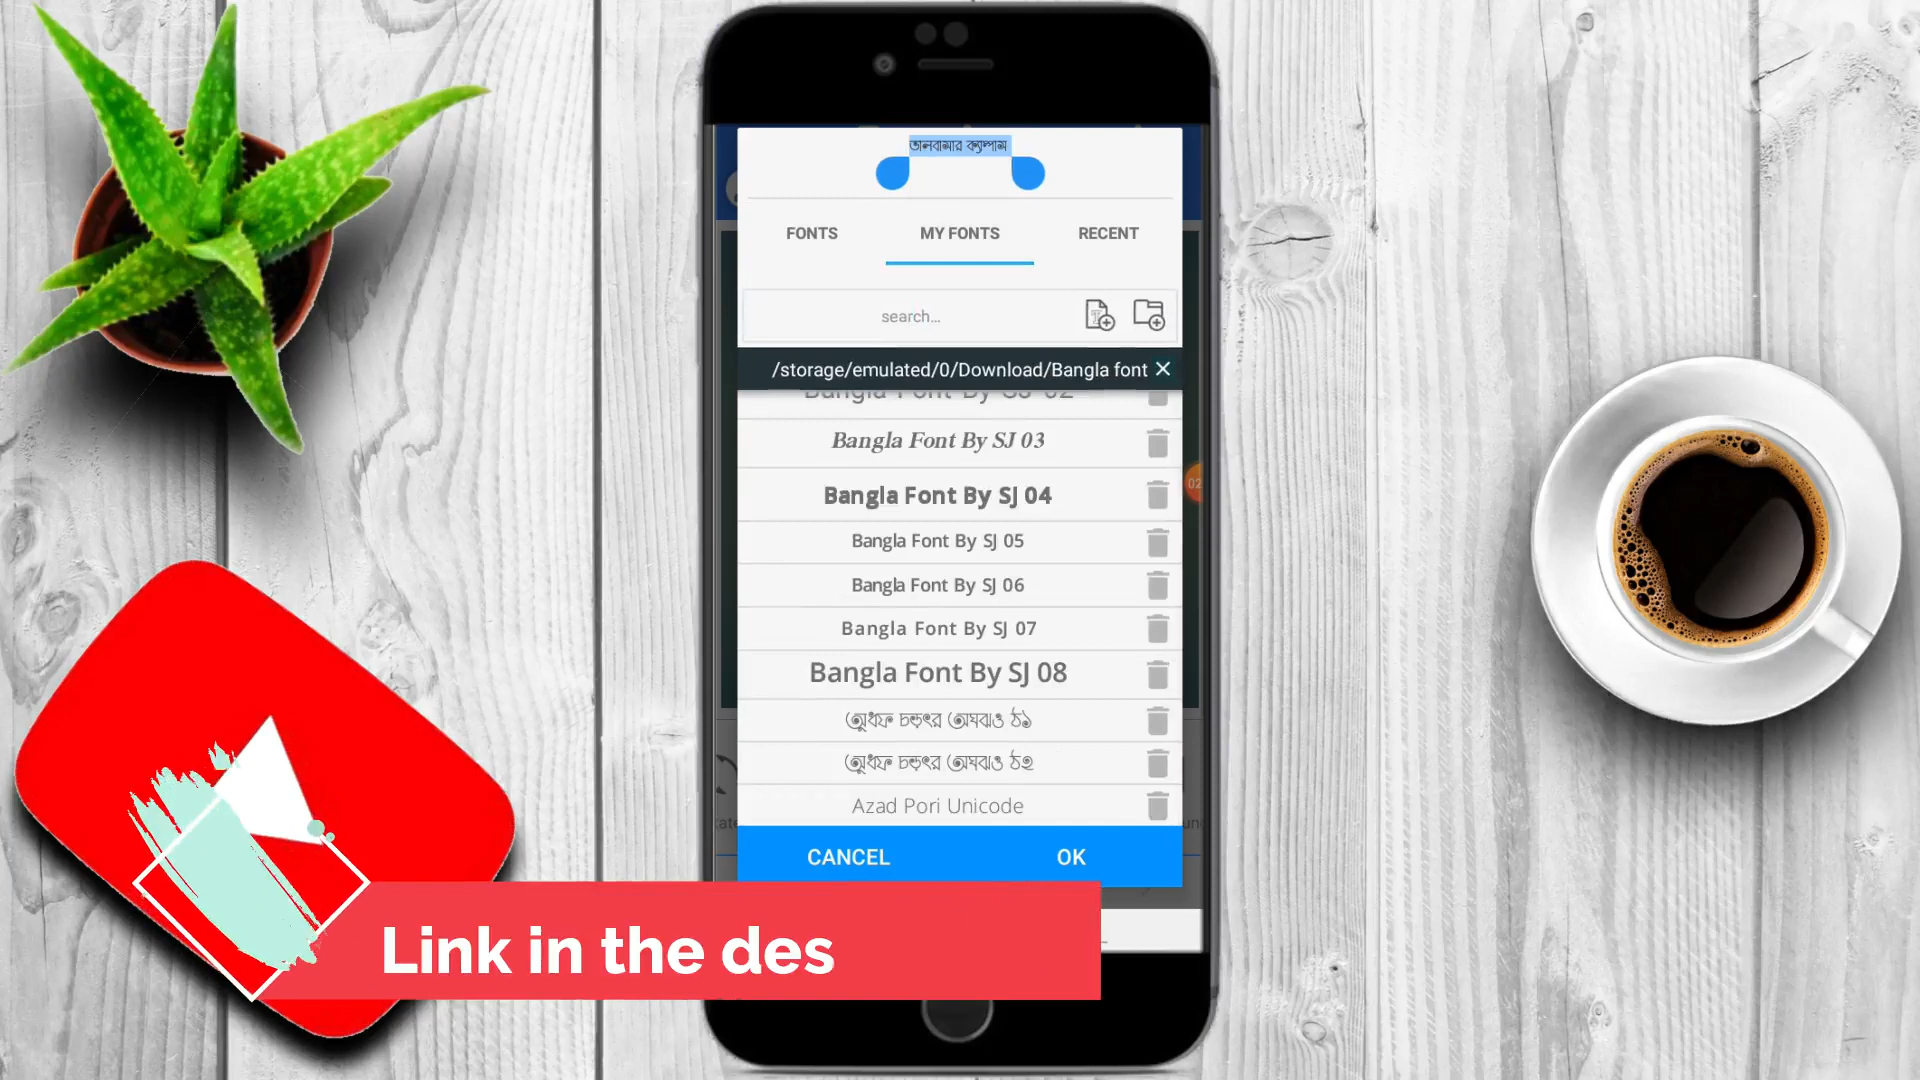 ভালবাসার ক্যাম্পাস
FONTS
MY FONTS
RECENT
search...
/storage/emulated/0/Download/Bangla font
Bangla Font By SJ 02
Bangla Font By SJ 03
Bangla Font By SJ 04
02
Bangla Font By SJ 05
Bangla Font By SJ 06
Bangla Font By SJ 07
Bangla Font By SJ 08
Azad Pori Unicode
CANCEL
OK
Link in the des